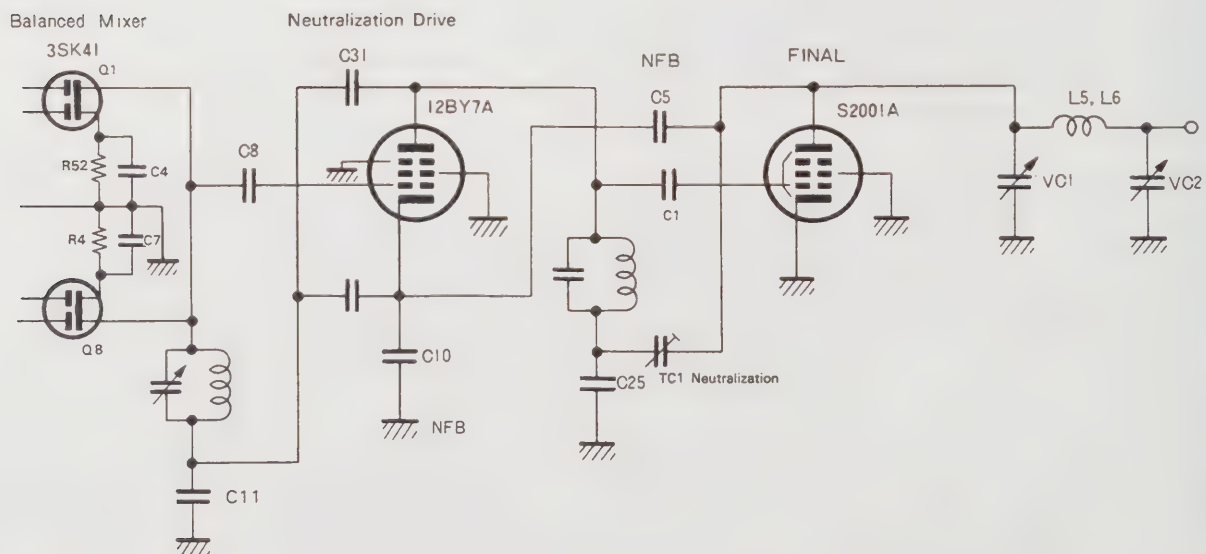 Balanced Mixer
Neutralization Drive
3SK41
Q1
C31
NFB
FINAL
12BY7A
C5
S2001A
L5, L6
C8
R52
C4
C1
VC1
VC2
R4
C7
Q8
C10
C25
TC1 Neutralization
NFB
C11